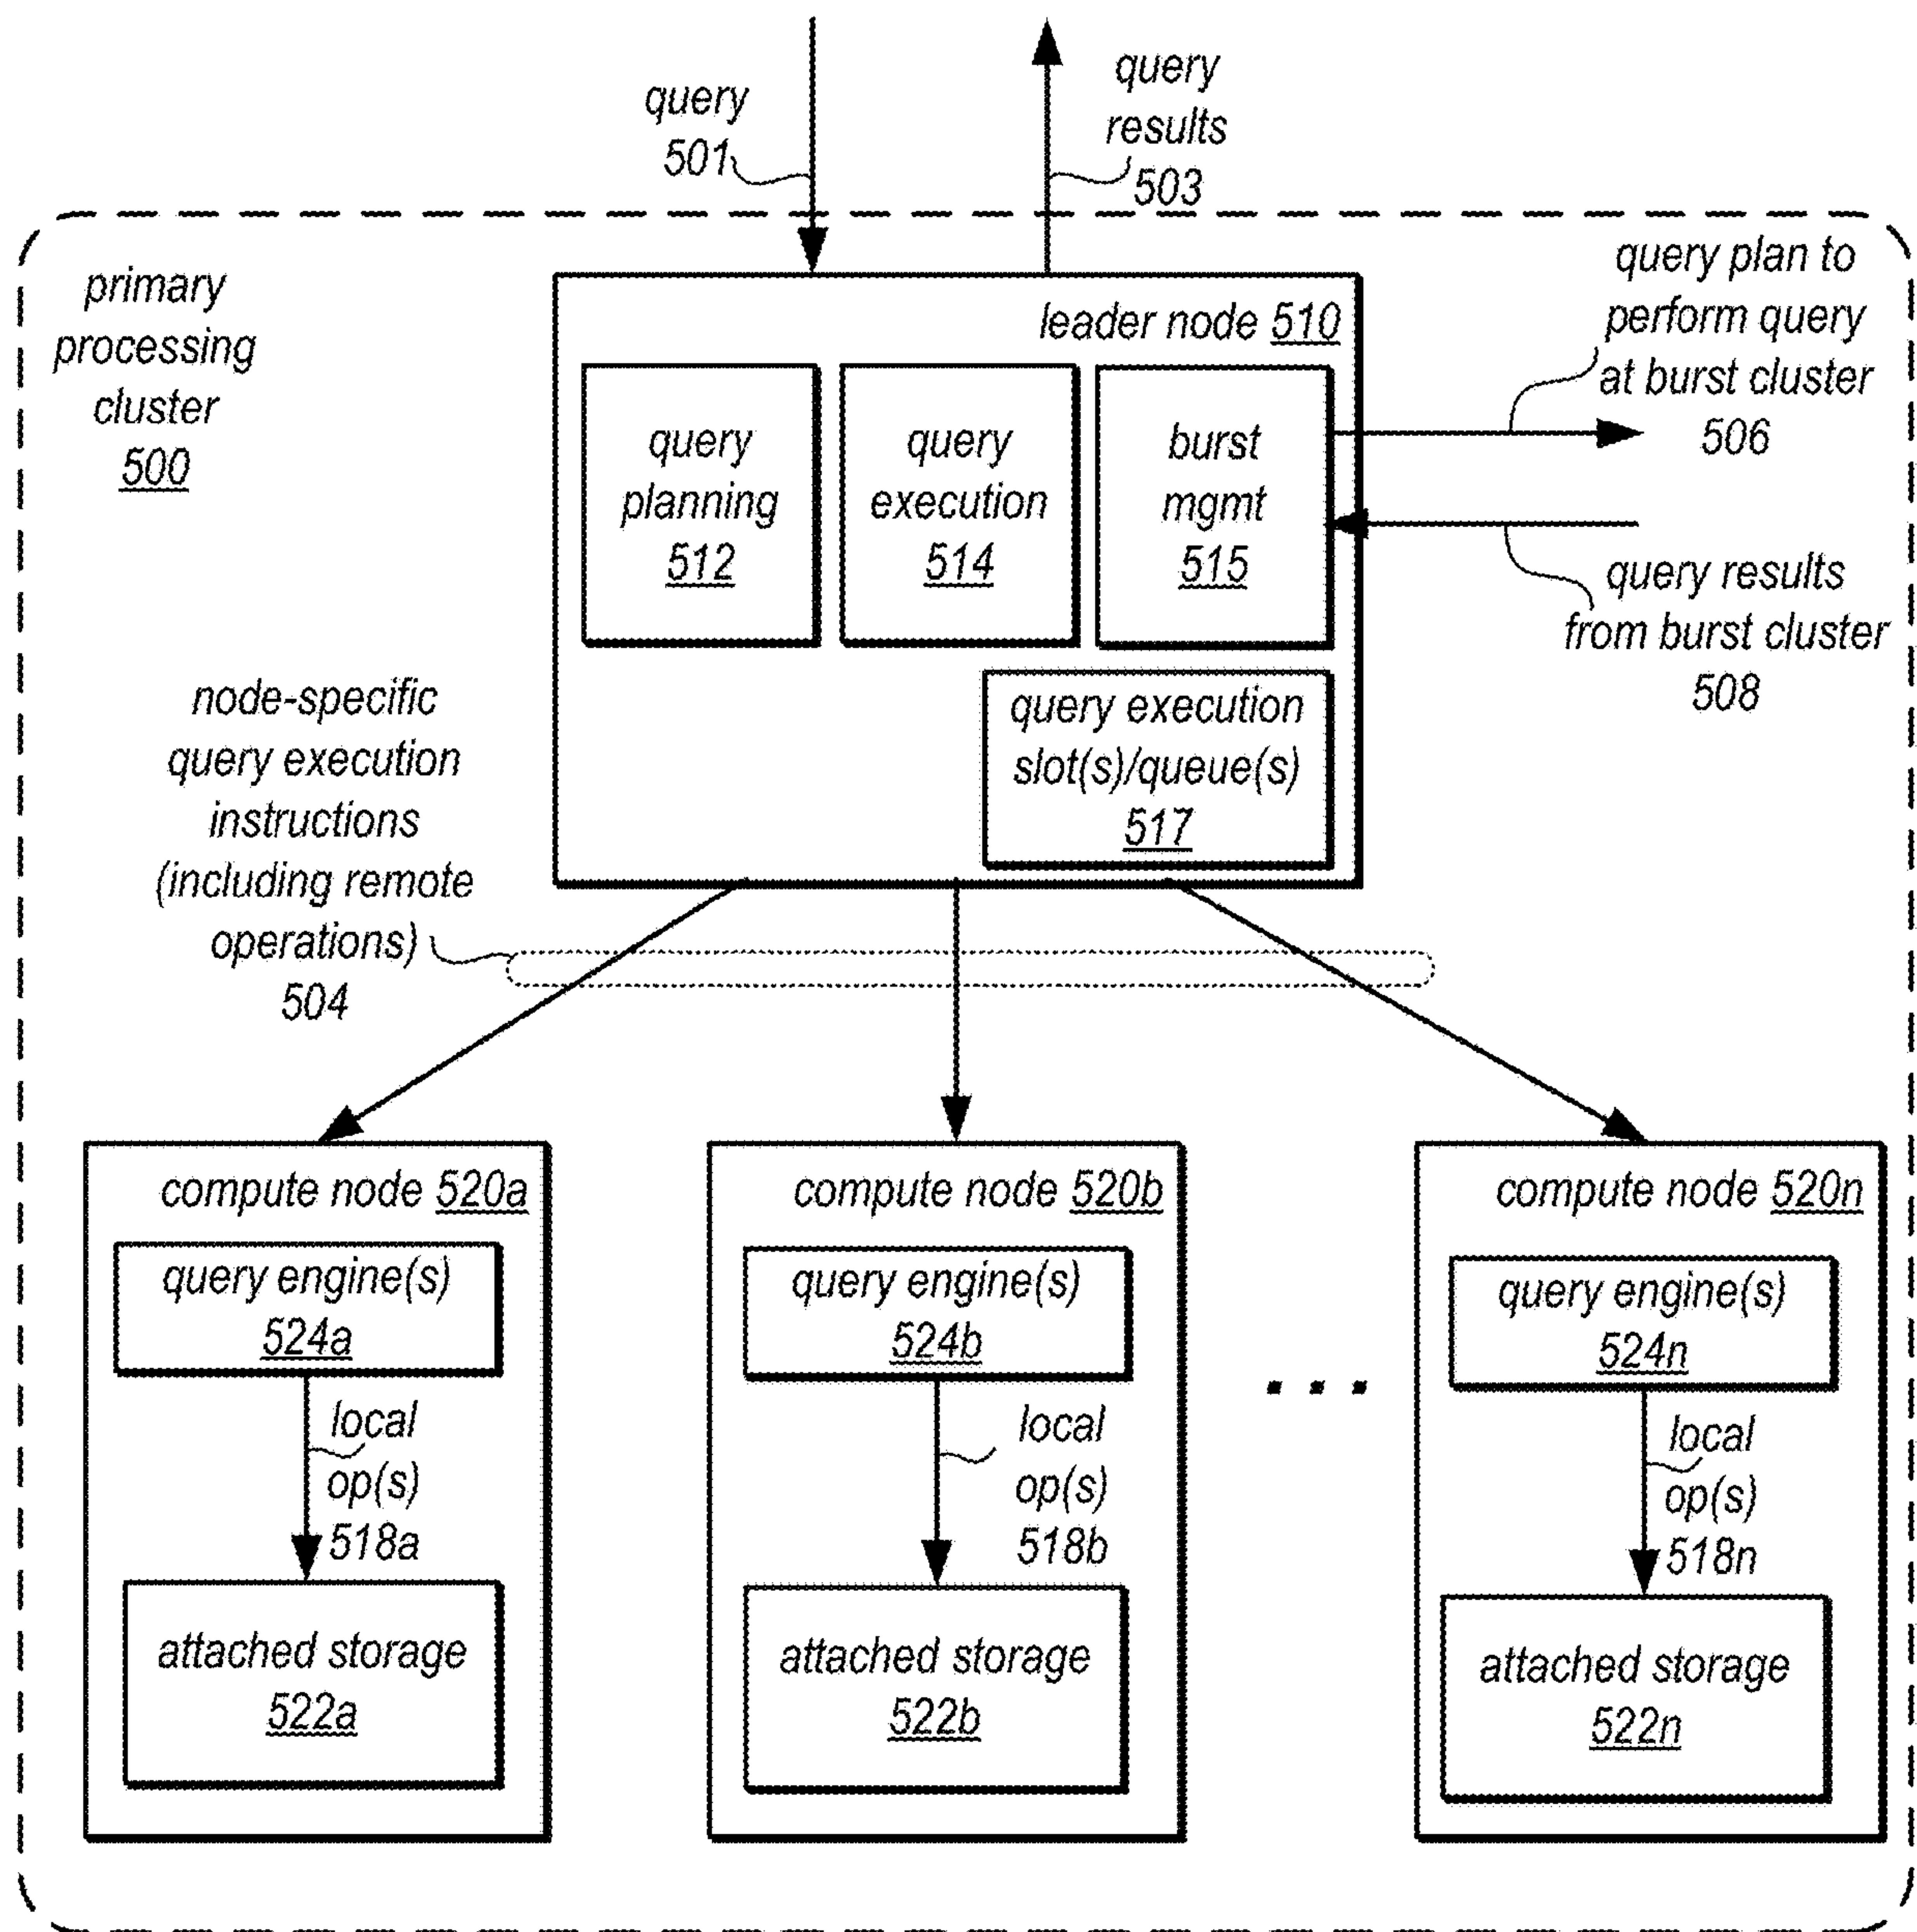 query
501
query
results
503
primary
processing
cluster
500
leader node 510
query
planning
512
query
execution
514
burst
mgmt
515
query execution
slot(s)/queue(s)
517
query plan to
perform query
at burst cluster
506
query results
from burst cluster
508
node-specific
query execution
instructions
(including remote
operations)
504
compute node 520a
query engine(s)
524a
local
op(s)
518a
attached storage
522a
compute node 520b
query engine(s)
524b
local
op(s)
518b
attached storage
522b
. . .
compute node 520n
query engine(s)
524n
local
op(s)
518n
attached storage
522n